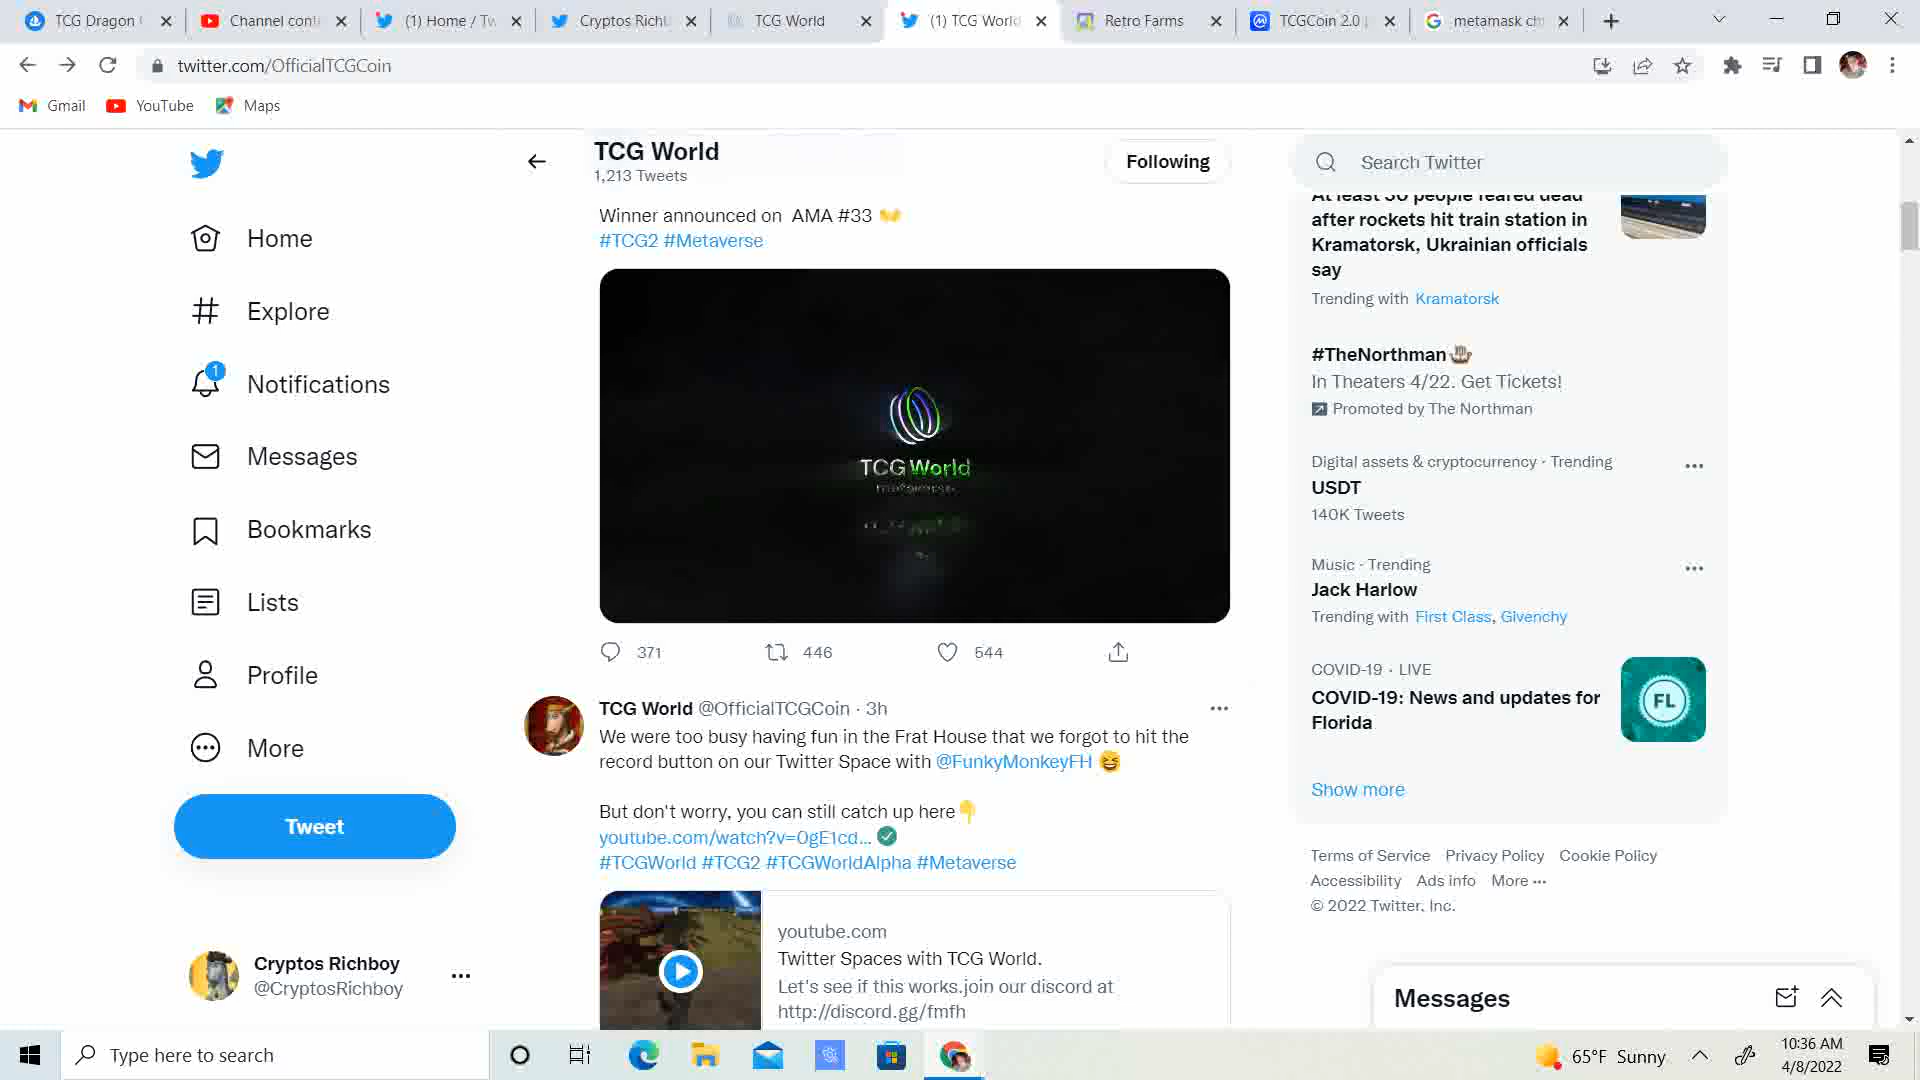 TCG Dragon
Channel cont
(1) Home / Tw
Cryptos Richb
TCG World
(1) TCG World
Retro Farms
TCGCoin 2.0
metamask ch
twitter.com/OfficialTCGCoin
Gmail
YouTube
Maps
TCG World
1,213 Tweets
Following
Search Twitter
Home
Explore
1
Notifications
Messages
Bookmarks
Lists
Profile
More
Tweet
Cryptos Richboy
@CryptosRichboy
Winner announced on AMA #33 👐
#TCG2 #Metaverse
TCG World
371
446
544
TCG World @OfficialTCGCoin · 3h
We were too busy having fun in the Frat House that we forgot to hit the
record button on our Twitter Space with @FunkyMonkeyFH 😆
But don't worry, you can still catch up here👇
youtube.com/watch?v=0gE1cd...
#TCGWorld #TCG2 #TCGWorldAlpha #Metaverse
youtube.com
Twitter Spaces with TCG World.
Let's see if this works.join our discord at
http://discord.gg/fmfh
At least 30 people feared dead
after rockets hit train station in
Kramatorsk, Ukrainian officials
say
Trending with Kramatorsk
#TheNorthman
In Theaters 4/22. Get Tickets!
Promoted by The Northman
Digital assets & cryptocurrency · Trending
USDT
140K Tweets
Music · Trending
Jack Harlow
Trending with First Class, Givenchy
COVID-19 · LIVE
COVID-19: News and updates for
Florida
FL
Show more
Terms of Service Privacy Policy Cookie Policy
Accessibility Ads info More ···
© 2022 Twitter, Inc.
Messages
Type here to search
65°F Sunny
10:36 AM
4/8/2022